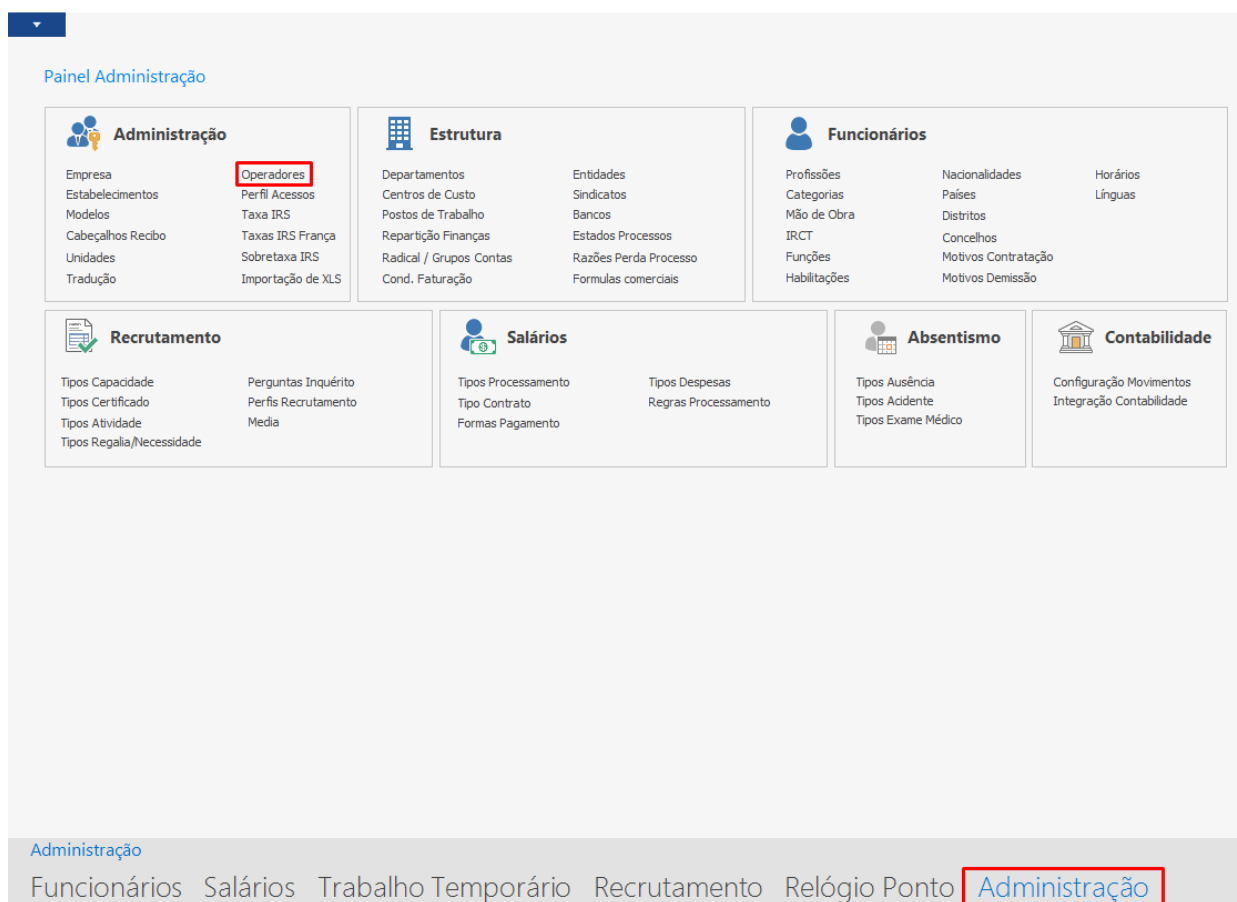 Painel Administração
Administração
Empresa
Estabelecimentos
Modelos
Cabeçalhos Recibo
Unidades
Tradução
Operadores
Perfil Acessos
Taxa IRS
Taxas IRS França
Sobretaxa IRS
Importação de XLS
Estrutura
Departamentos
Centros de Custo
Postos de Trabalho
Repartição Finanças
Radical / Grupos Contas
Cond. Faturação
Entidades
Sindicatos
Bancos
Estados Processos
Razões Perda Processo
Formulas comerciais
Funcionários
Profissões
Categorias
Mão de Obra
IRCT
Funções
Habilitações
Nacionalidades
Países
Distritos
Concelhos
Motivos Contratação
Motivos Demissão
Horários
Línguas
Recrutamento
Tipos Capacidade
Tipos Certificado
Tipos Atividade
Tipos Regalia/Necessidade
Perguntas Inquérito
Perfis Recrutamento
Media
Salários
Tipos Processamento
Tipo Contrato
Formas Pagamento
Tipos Despesas
Regras Processamento
Absentismo
Tipos Ausência
Tipos Acidente
Tipos Exame Médico
Contabilidade
Configuração Movimentos
Integração Contabilidade
Administração
Funcionários Salários Trabalho Temporário Recrutamento Relógio Ponto Administração